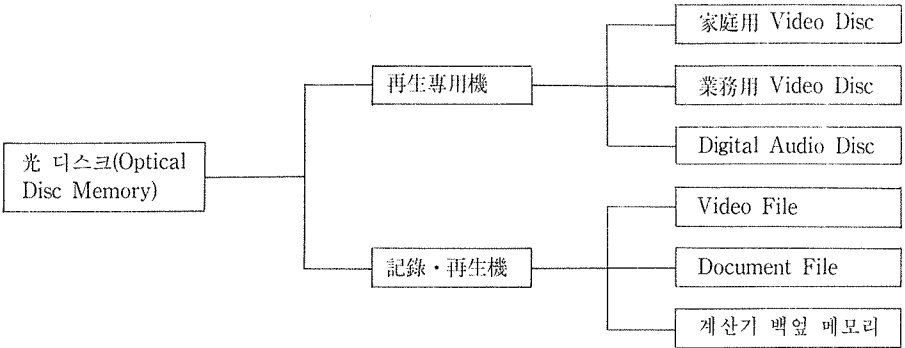 光 디스크(Optical
Disc Memory)
再生專用機
家庭用 Video Disc
業務用 Video Disc
Digital Audio Disc
記錄・再生機
Video File
Document File
계산기 백엎 메모리